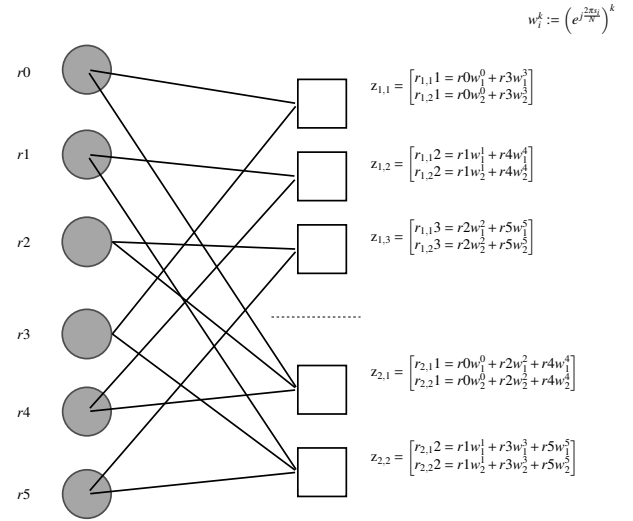 w_i^k := (e^{j\frac{2πs_i}{N}})^k
r0
z_{1,1} = [r_{1,1}1 = r0w_1^0 + r3w_1^3
r_{1,2}1 = r0w_2^0 + r3w_2^3]
r1
z_{1,2} = [r_{1,1}2 = r1w_1^1 + r4w_1^4
r_{1,2}2 = r1w_2^1 + r4w_2^4]
r2
z_{1,3} = [r_{1,1}3 = r2w_1^2 + r5w_1^5
r_{1,2}3 = r2w_2^2 + r5w_2^5]
r3
z_{2,1} = [r_{2,1}1 = r0w_1^0 + r2w_1^2 + r4w_1^4
r_{2,2}1 = r0w_2^0 + r2w_2^2 + r4w_2^4]
r4
z_{2,2} = [r_{2,1}2 = r1w_1^1 + r3w_1^3 + r5w_1^5
r_{2,2}2 = r1w_2^1 + r3w_2^3 + r5w_2^5]
r5